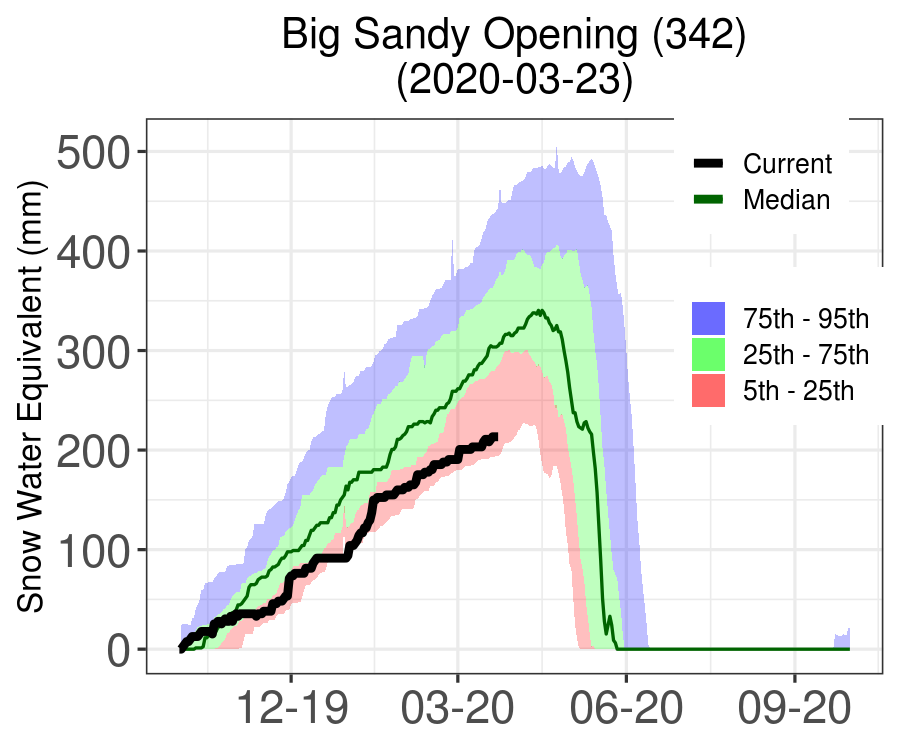 Big Sandy Opening (342)
(2020-03-23)
Snow Water Equivalent (mm)
500
400
300
200
100
0
12-19
03-20
06-20
09-20
Current
Median
75th - 95th
25th - 75th
5th - 25th